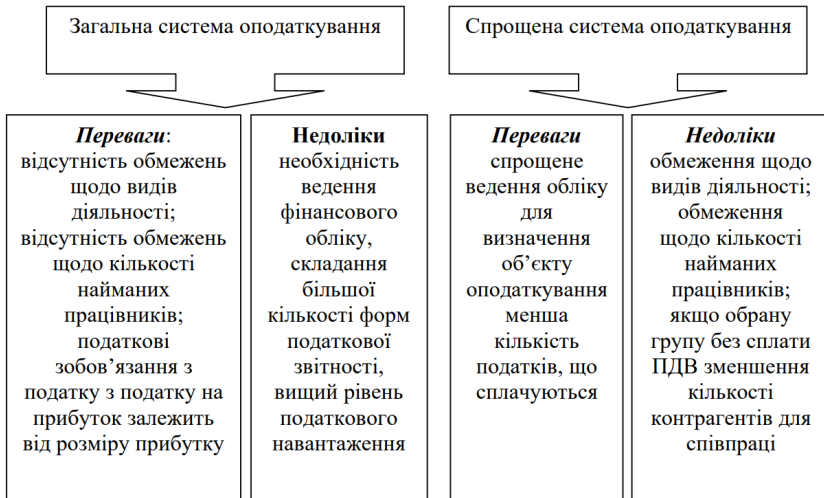 Загальна система оподаткування
Спрощена система оподаткування
Переваги:
відсутність обмежень
щодо видів
діяльності;
відсутність обмежень
щодо кількості
найманих
працівників;
податкові
зобов’язання з
податку з податку на
прибуток залежить
від розміру прибутку
Недоліки
необхідність
ведення
фінансового
обліку,
складання
більшої
кількості форм
податкової
звітності,
вищий рівень
податкового
навантаження
Переваги
спрощене
ведення обліку
для
визначення
об’єкту
оподаткування
менша
кількість
податків, що
сплачуються
Недоліки
обмеження щодо
видів діяльності;
обмеження
щодо кількості
найманих
працівників;
якщо обрану
групу без сплати
ПДВ зменшення
кількості
контрагентів для
співпраці